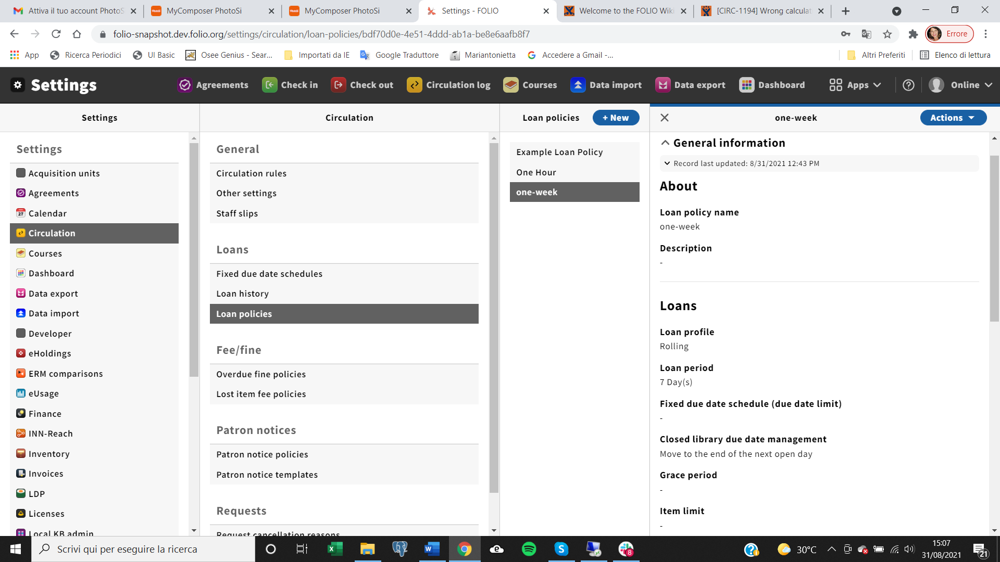 Attiva il tuo account PhotoS
MyComposer PhotoSi
MyComposer PhotoSi
Settings - FOLIO
Welcome to the FOLIO Wiki
[CIRC-1194] Wrong calculat
folio-snapshot.dev.folio.org/settings/circulation/loan-policies/bdf70d0e-4e51-4ddd-ab1a-be8e6aafb8f7
Errore
App
Ricerca Periodici
UI Basic
Osee Genius - Sear...
Importati da IE
Google Traduttore
Mariantonietta
Accedere a Gmail -...
Altri Preferiti
Elenco di lettura
Settings
Agreements
Check in
Check out
Circulation log
Courses
Data import
Data export
Dashboard
Apps
Online
Settings
Settings
Acquisition units
Agreements
Calendar
Circulation
Courses
Dashboard
Data export
Data import
Developer
eHoldings
ERM comparisons
eUsage
Finance
INN-Reach
Inventory
Invoices
LDP
Licenses
Local KB admin
Circulation
General
Circulation rules
Other settings
Staff slips
Loans
Fixed due date schedules
Loan history
Loan policies
Fee/fine
Overdue fine policies
Lost item fee policies
Patron notices
Patron notice policies
Patron notice templates
Requests
Request cancellation reasons
Loan policies
+ New
Example Loan Policy
One Hour
one-week
one-week
Actions
General information
Record last updated: 8/31/2021 12:43 PM
About
Loan policy name
one-week
Description
-
Loans
Loan profile
Rolling
Loan period
7 Day(s)
Fixed due date schedule (due date limit)
-
Closed library due date management
Move to the end of the next open day
Grace period
-
Item limit
-
Scrivi qui per eseguire la ricerca
8
30°C
15:07
31/08/2021
21